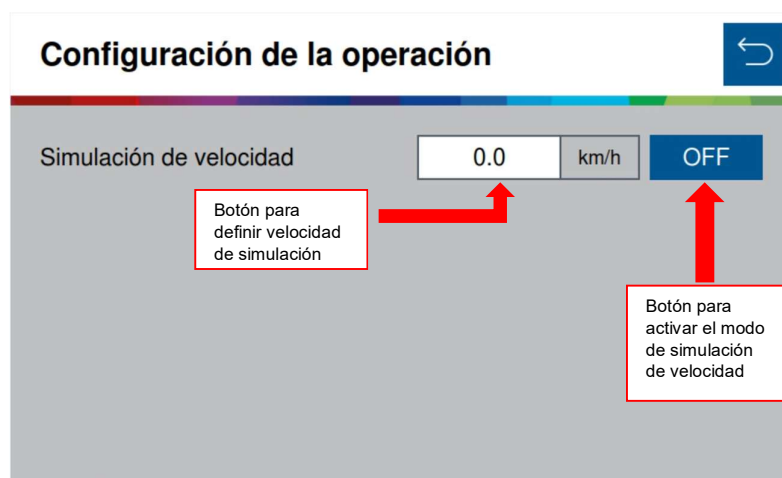 Configuración de la operación
Simulación de velocidad 0.0 km/h OFF
Botón para
definir velocidad
de simulación
Botón para
activar el modo
de simulación
de velocidad